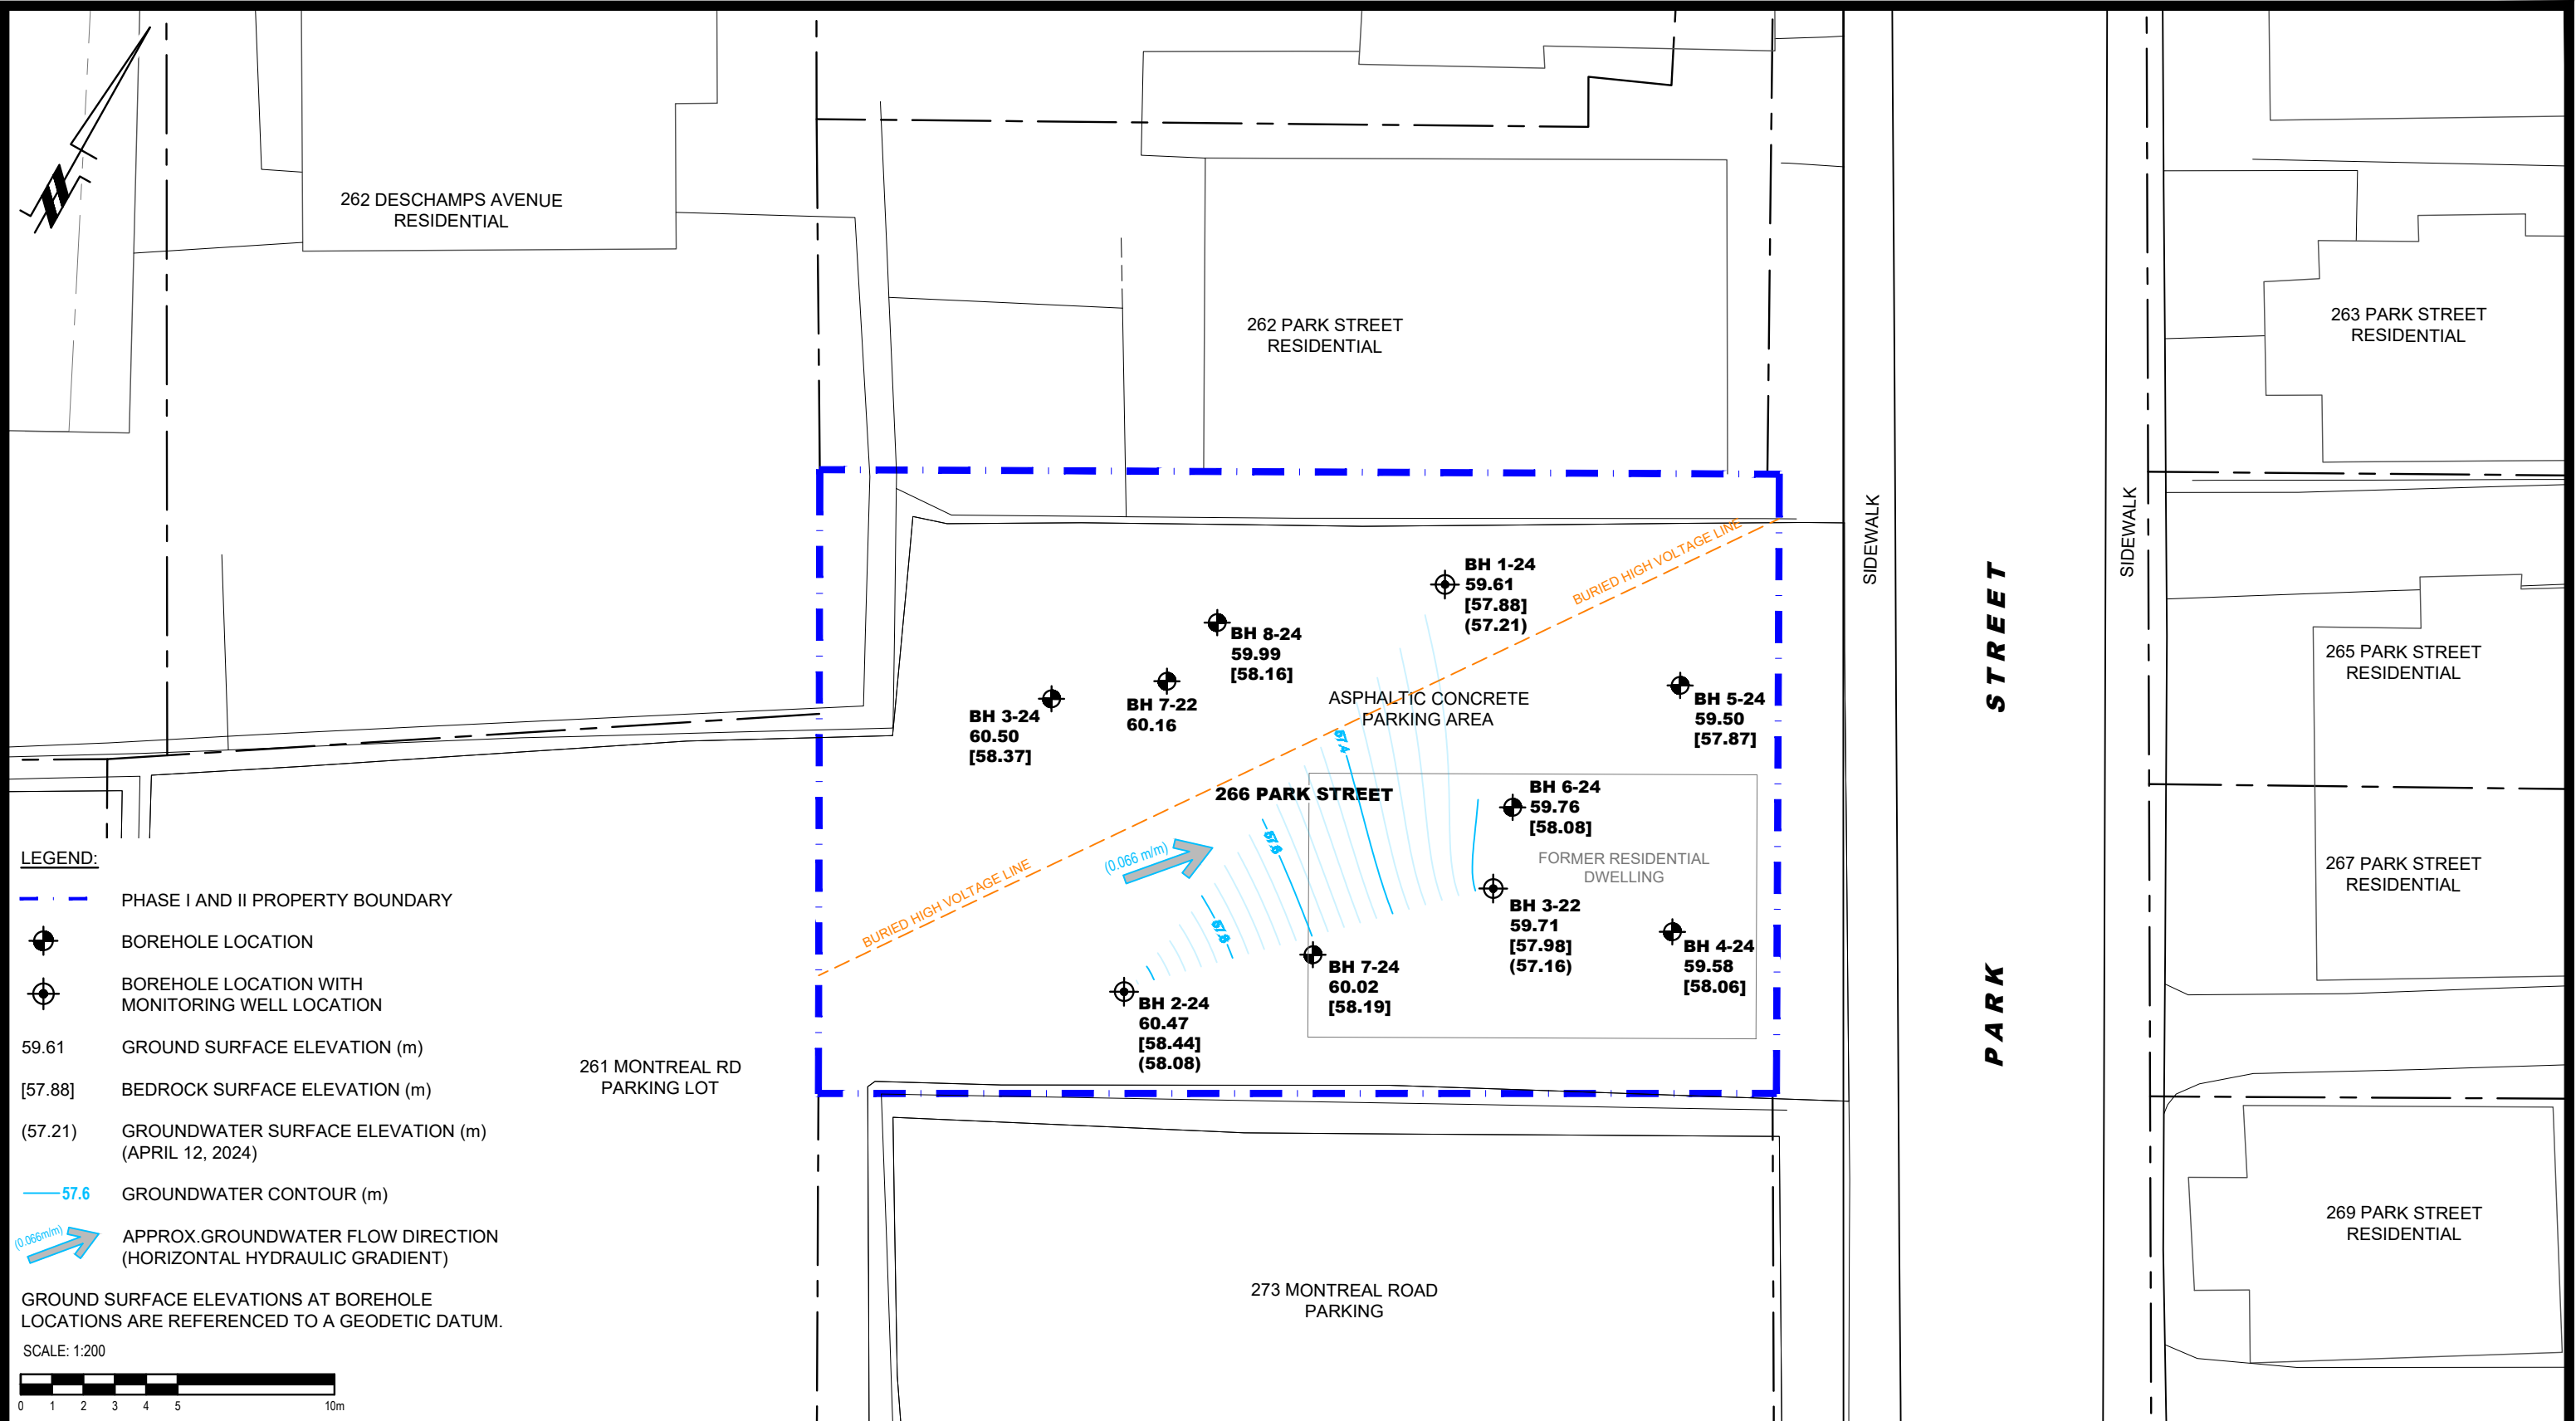 262 DESCHAMPS AVENUE
RESIDENTIAL
262 PARK STREET
RESIDENTIAL
263 PARK STREET
RESIDENTIAL
SIDEWALK
SIDEWALK
PARK STREET
BURIED HIGH VOLTAGE LINE
BH 1-24
59.61
[57.88]
(57.21)
BH 8-24
59.99
[58.16]
BH 7-22
60.16
BH 3-24
60.50
[58.37]
ASPHALTIC CONCRETE
PARKING AREA
BH 5-24
59.50
[57.87]
265 PARK STREET
RESIDENTIAL
57.4
266 PARK STREET
BH 6-24
59.76
[58.08]
57.6
(0.066 m/m)
FORMER RESIDENTIAL
DWELLING
267 PARK STREET
RESIDENTIAL
BURIED HIGH VOLTAGE LINE
57.8
BH 3-22
59.71
[57.98]
(57.16)
BH 4-24
59.58
[58.06]
BH 7-24
60.02
[58.19]
BH 2-24
60.47
[58.44]
(58.08)
261 MONTREAL RD
PARKING LOT
273 MONTREAL ROAD
PARKING
269 PARK STREET
RESIDENTIAL
LEGEND:
PHASE I AND II PROPERTY BOUNDARY
BOREHOLE LOCATION
BOREHOLE LOCATION WITH
MONITORING WELL LOCATION
59.61 GROUND SURFACE ELEVATION (m)
[57.88] BEDROCK SURFACE ELEVATION (m)
(57.21) GROUNDWATER SURFACE ELEVATION (m)
(APRIL 12, 2024)
57.6 GROUNDWATER CONTOUR (m)
(0.066m/m) APPROX.GROUNDWATER FLOW DIRECTION
(HORIZONTAL HYDRAULIC GRADIENT)
GROUND SURFACE ELEVATIONS AT BOREHOLE
LOCATIONS ARE REFERENCED TO A GEODETIC DATUM.
SCALE: 1:200
0 1 2 3 4 5 10m